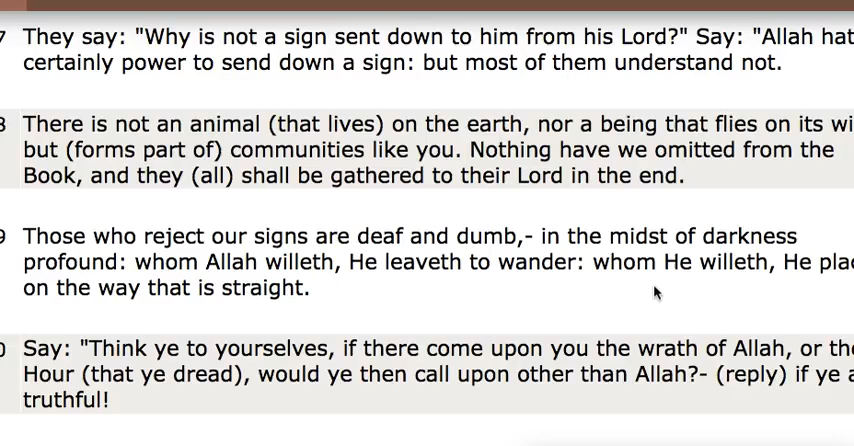 7 They say: "Why is not a sign sent down to him from his Lord?" Say: "Allah hat
certainly power to send down a sign: but most of them understand not.
8 There is not an animal (that lives) on the earth, nor a being that flies on its wi
but (forms part of) communities like you. Nothing have we omitted from the
Book, and they (all) shall be gathered to their Lord in the end.
9 Those who reject our signs are deaf and dumb,- in the midst of darkness
profound: whom Allah willeth, He leaveth to wander: whom He willeth, He plac
on the way that is straight.
0 Say: "Think ye to yourselves, if there come upon you the wrath of Allah, or the
Hour (that ye dread), would ye then call upon other than Allah?- (reply) if ye a
truthful!